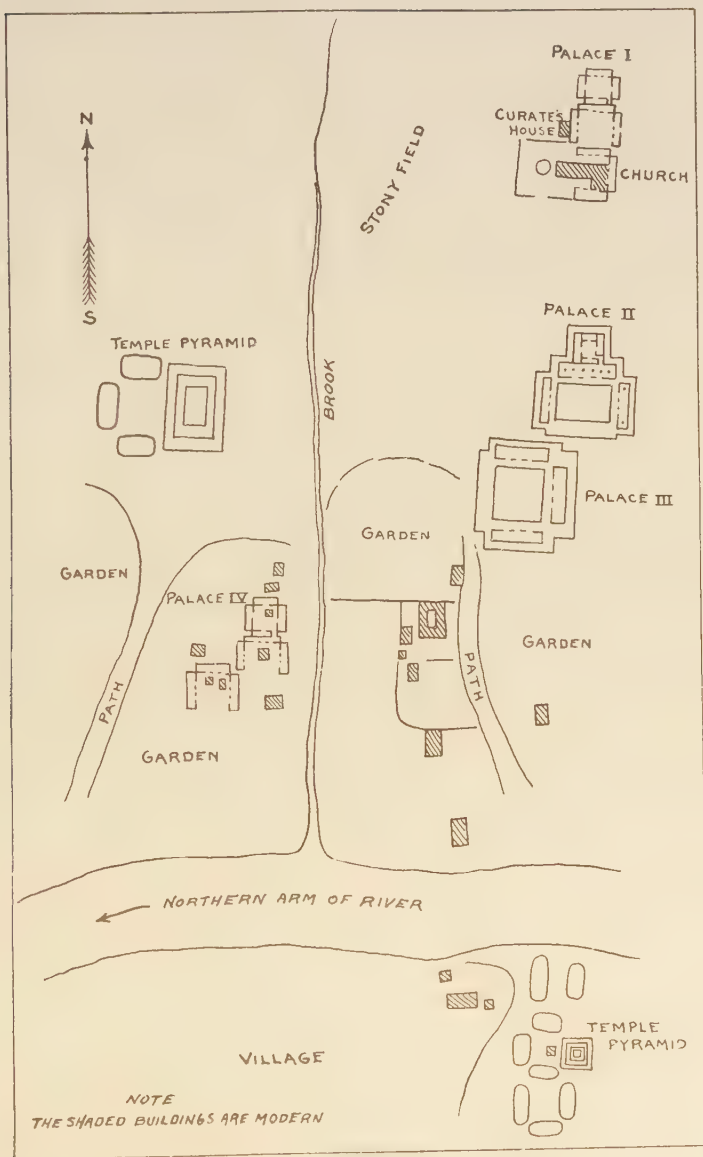 PALACE I
CURATE'S
HOUSE
CHURCH
N
S
STONY FIELD
PALACE II
TEMPLE PYRAMID
BROOK
PALACE III
GARDEN
GARDEN
PALACE IV
GARDEN
PATH
PATH
GARDEN
NORTHERN ARM OF RIVER
TEMPLE
PYRAMID
VILLAGE
NOTE
THE SHADED BUILDINGS ARE MODERN